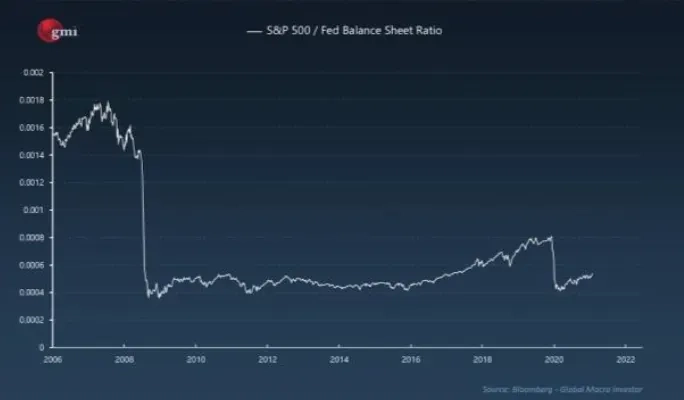 gmi
S&P 500 / Fed Balance Sheet Ratio
0.002
0.0018
0.0016
0.0014
0.0012
0.001
0.0008
0.0006
0.0004
0.0002
0
2006 2008 2010 2012 2014 2016 2018 2020 2022
Source: Bloomberg - Global Macro Investor